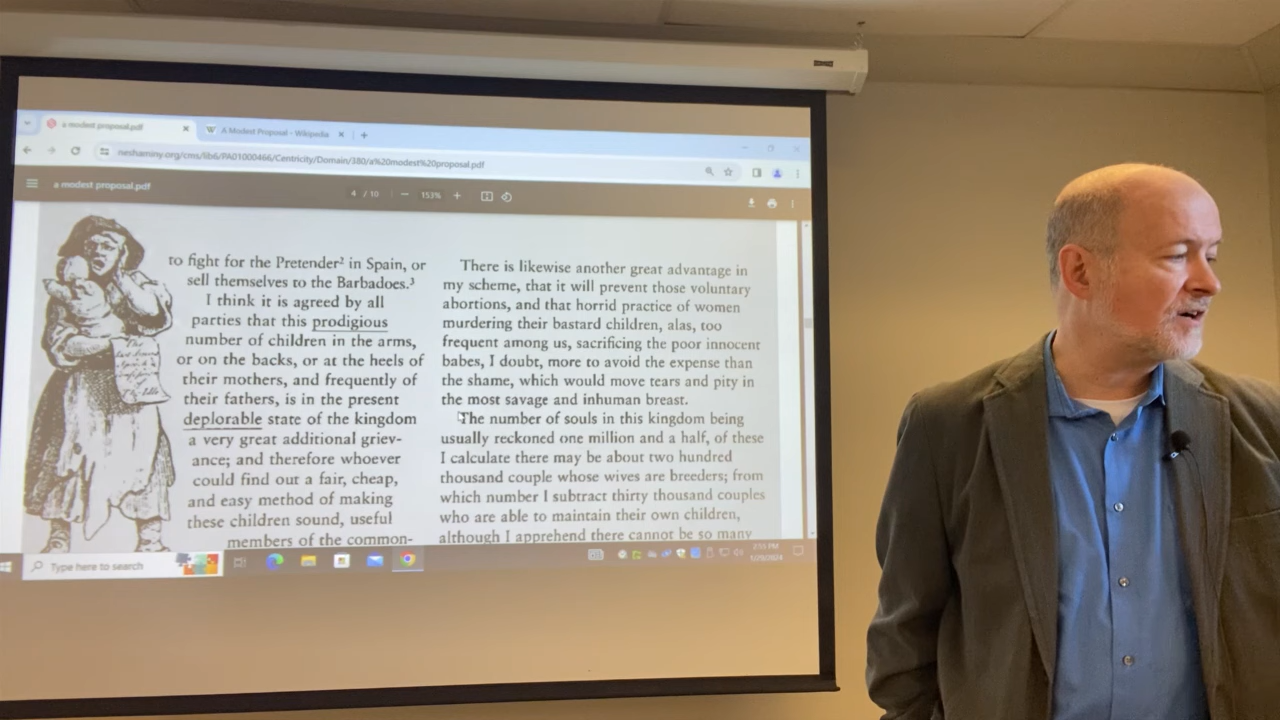 a modest proposal.pdf
A Modest Proposal - Wikipedia
neshaminy.org/cms/lib6/PA01000466/Centricity/Domain/380/a%20modest%20proposal.pdf
a modest proposal.pdf
4 / 10
153%
to fight for the Pretender² in Spain, or
sell themselves to the Barbadoes.³
I think it is agreed by all
parties that this prodigious
number of children in the arms,
or on the backs, or at the heels of
their mothers, and frequently of
their fathers, is in the present
deplorable state of the kingdom
a very great additional griev-
ance; and therefore whoever
could find out a fair, cheap,
and easy method of making
these children sound, useful
members of the common-
There is likewise another great advantage in
my scheme, that it will prevent those voluntary
abortions, and that horrid practice of women
murdering their bastard children, alas, too
frequent among us, sacrificing the poor innocent
babes, I doubt, more to avoid the expense than
the shame, which would move tears and pity in
the most savage and inhuman breast.
The number of souls in this kingdom being
usually reckoned one million and a half, of these
I calculate there may be about two hundred
thousand couple whose wives are breeders; from
which number I subtract thirty thousand couples
who are able to maintain their own children,
although I apprehend there cannot be so many
Type here to search
2:55 PM